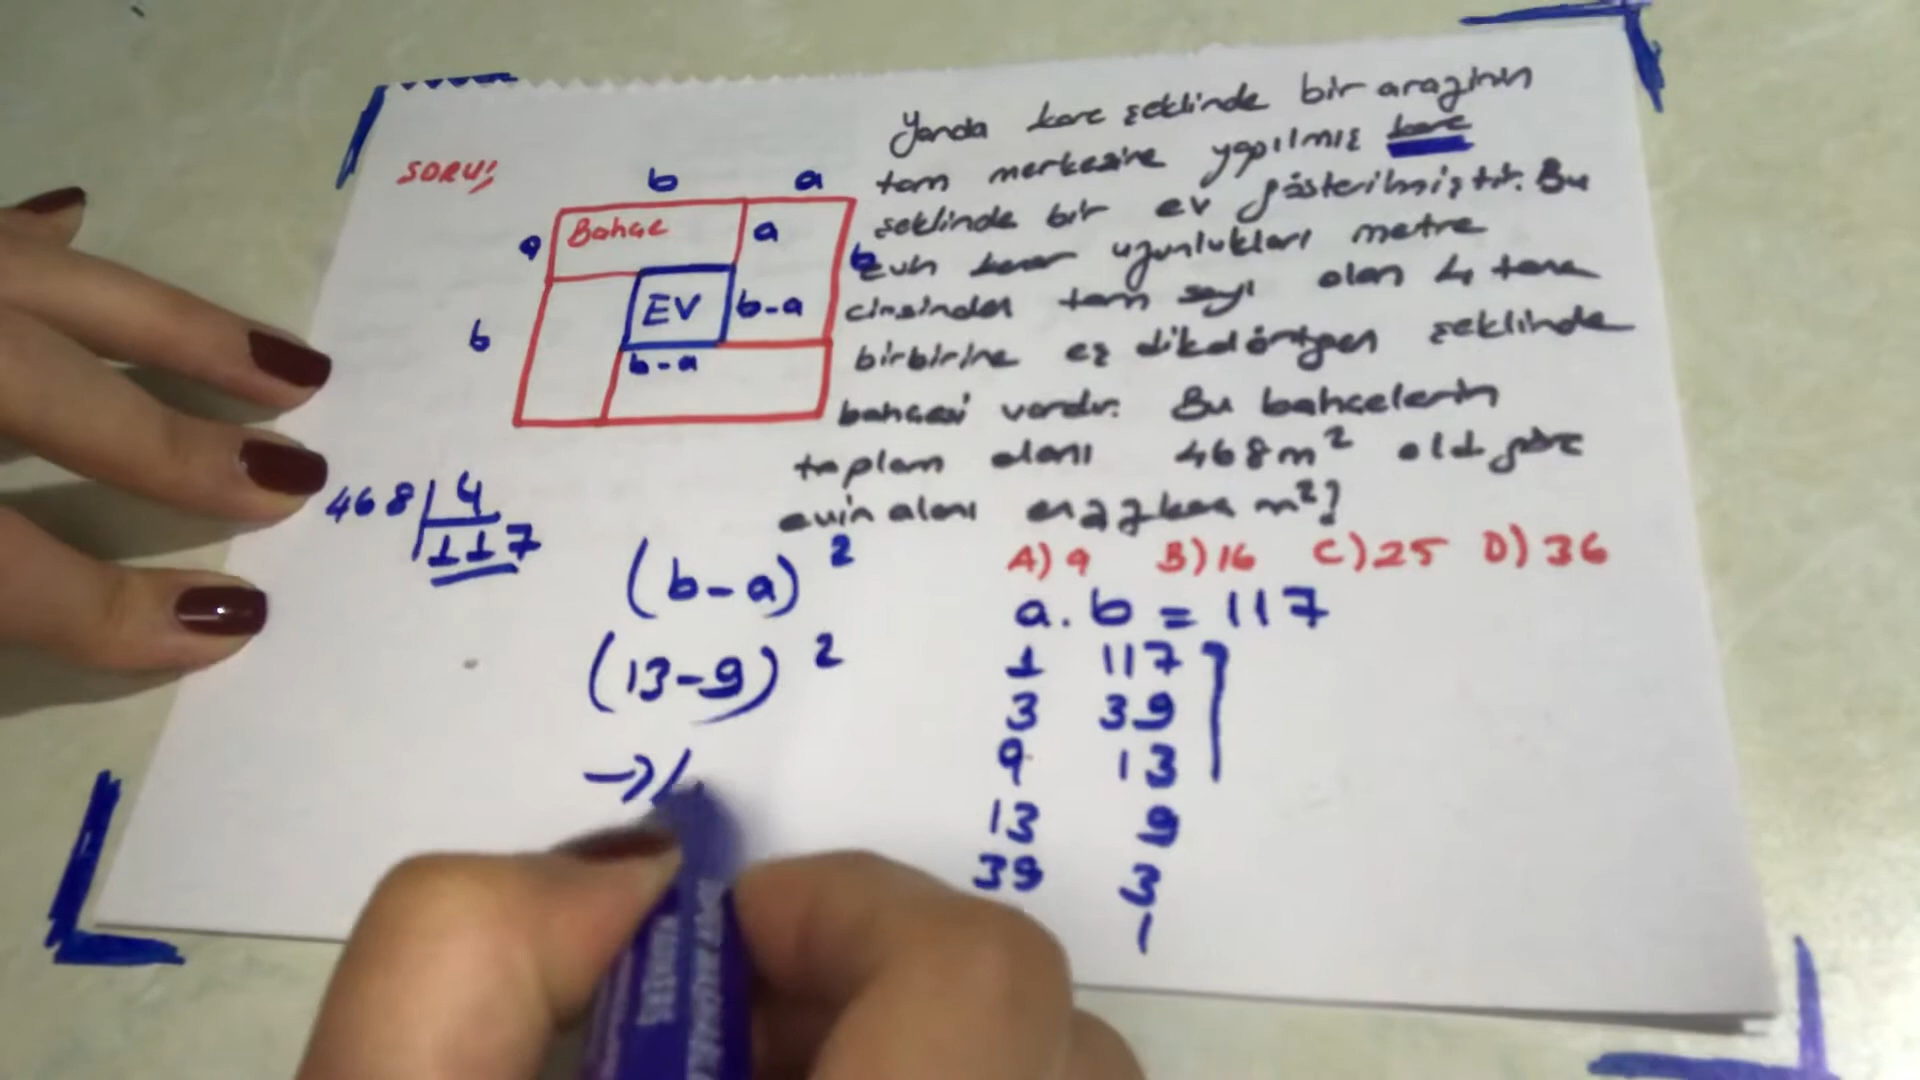 SORU:
Yanda kare şeklinde bir arazinin
tam merkezine yapılmış kare
şeklinde bir ev gösterilmiştir. Bu
evin kenar uzunlukları metre
cinsinden tam sayı olan 4 tane
birbirine eş dikdörtgen şeklinde
bahçesi vardır. Bu bahçelerin
toplam alanı 468m² old. göre
evin alanı en az kaç m²?
A) 9 B) 16 C) 25 D) 36
b a
a Bahçe a
b
b EV b-a
b-a
468 4
117
(b-a)²
(13-9)²
→
a.b = 117
1 117
3 39
9 13
13 9
39 3
1